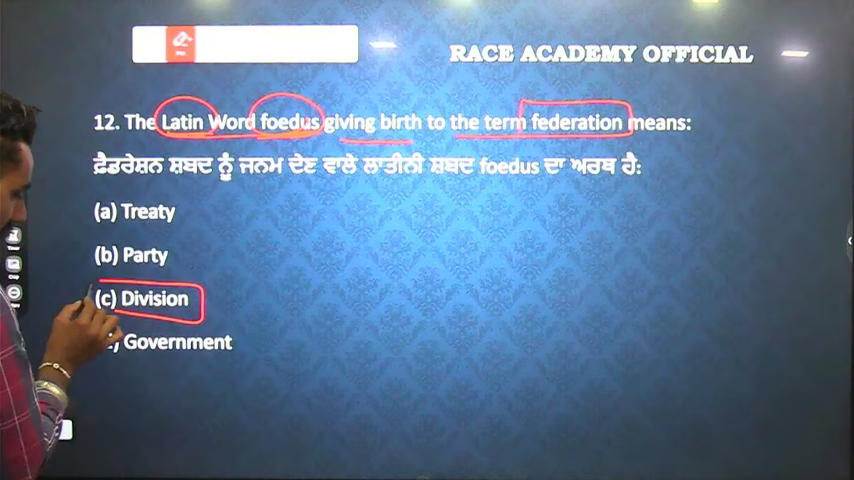 RACE ACADEMY OFFICIAL
12. The Latin Word foedus giving birth to the term federation means:
ਫ਼ੈਡਰੇਸ਼ਨ ਸ਼ਬਦ ਨੂੰ ਜਨਮ ਦੇਣ ਵਾਲੇ ਲਾਤੀਨੀ ਸ਼ਬਦ foedus ਦਾ ਅਰਥ ਹੈ:
(a) Treaty
(b) Party
(c) Division
Government